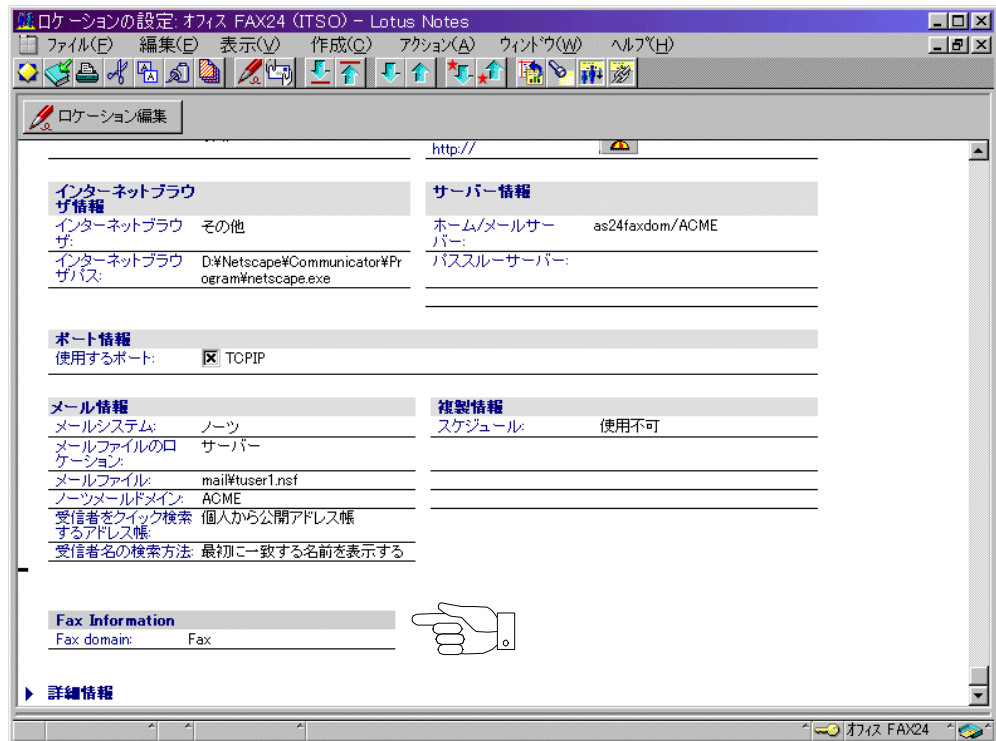 ロケーションの設定: オフィス FAX24 (ITSO) - Lotus Notes
ファイル(F) 編集(E) 表示(V) 作成(C) アクション(A) ウィンドウ(W) ヘルプ(H)
ロケーション編集
http://
インターネットブラウ
ザ情報
サーバー情報
インターネットブラウ
ザ:
その他
ホーム/メールサー
バー:
as24faxdom/ACME
インターネットブラウ
ザパス:
D:¥Netscape¥Communicator¥Pr
ogram¥netscape.exe
パススルーサーバー:
ポート情報
使用するポート: TCPIP
メール情報
複製情報
メールシステム: ノーツ
スケジュール: 使用不可
メールファイルのロ
ケーション:
サーバー
メールファイル: mail¥tuser1.nsf
ノーツメールドメイン: ACME
受信者をクイック検索
するアドレス帳:
個人から公開アドレス帳
受信者名の検索方法: 最初に一致する名前を表示する
Fax Information
Fax domain: Fax
詳細情報
オフィス FAX24